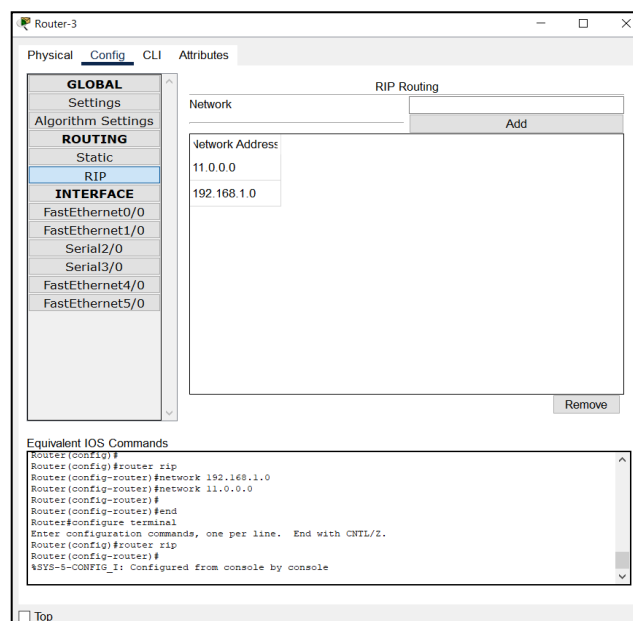 Router-3
Physical Config CLI Attributes
GLOBAL
Settings
Algorithm Settings
ROUTING
Static
RIP
INTERFACE
FastEthernet0/0
FastEthernet1/0
Serial2/0
Serial3/0
FastEthernet4/0
FastEthernet5/0
RIP Routing
Network
Add
Network Address
11.0.0.0
192.168.1.0
Remove
Equivalent IOS Commands
Router(config)#
Router(config)#router rip
Router(config-router)#network 192.168.1.0
Router(config-router)#network 11.0.0.0
Router(config-router)#
Router(config-router)#end
Router#configure terminal
Enter configuration commands, one per line. End with CNTL/Z.
Router(config)#router rip
Router(config-router)#
%SYS-5-CONFIG_I: Configured from console by console
Top